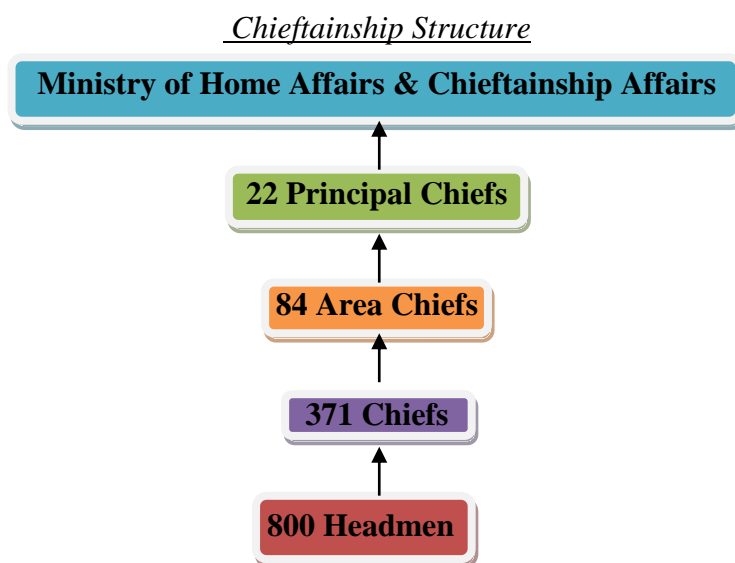 Chieftainship Structure
Ministry of Home Affairs & Chieftainship Affairs
22 Principal Chiefs
84 Area Chiefs
371 Chiefs
800 Headmen